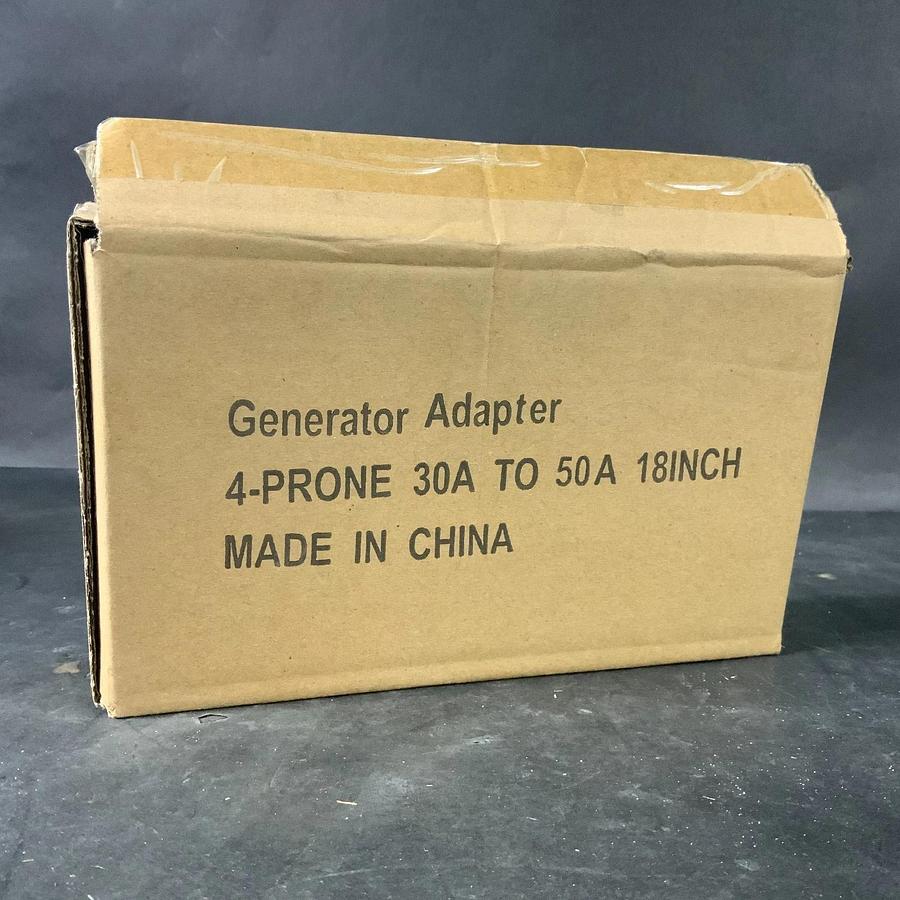 Generator Adapter
4-PRONE 30A TO 50A 18INCH
MADE IN CHINA